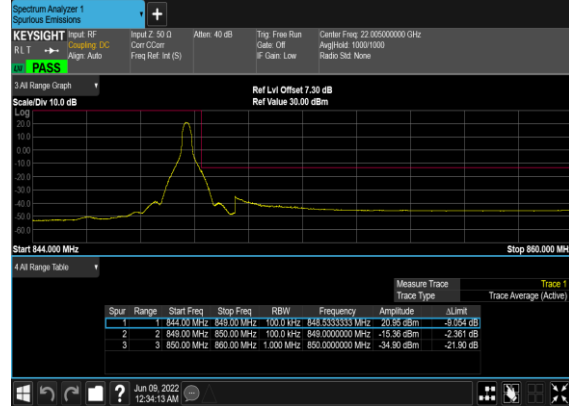 Spectrum Analyzer 1
Spurious Emissions
+
KEYSIGHT Input: RF Input Z: 50 Ω Atten: 40 dB Trig: Free Run Center Freq: 22.005000000 GHz
Coupling: DC Corr CCorr Gate: Off Avg|Hold: 1000/1000
RLT Align: Auto Freq Ref: Int (S) IF Gain: Low Radio Std: None
LW PASS
3 All Range Graph
Ref Lvl Offset 7.30 dB
Scale/Div 10.0 dB Ref Value 30.00 dBm
Log
20.0
10.0
0.00
-10.0
-20.0
-30.0
-40.0
-50.0
-60.0
Start 844.000 MHz Stop 860.000 MH
4 All Range Table
Measure Trace Trace 1
Trace Type Trace Average (Active)
Spur Range Start Freq Stop Freq RBW Frequency Amplitude ΔLimit
1 1 844.00 MHz 849.00 MHz 100.0 kHz 848.5333333 MHz 20.95 dBm -9.054 dB
2 2 849.00 MHz 850.00 MHz 100.0 kHz 849.0000000 MHz -15.36 dBm -2.361 dB
3 3 850.00 MHz 860.00 MHz 1.000 MHz 850.0000000 MHz -34.90 dBm -21.90 dB
? Jun 09, 2022
12:34:13 AM